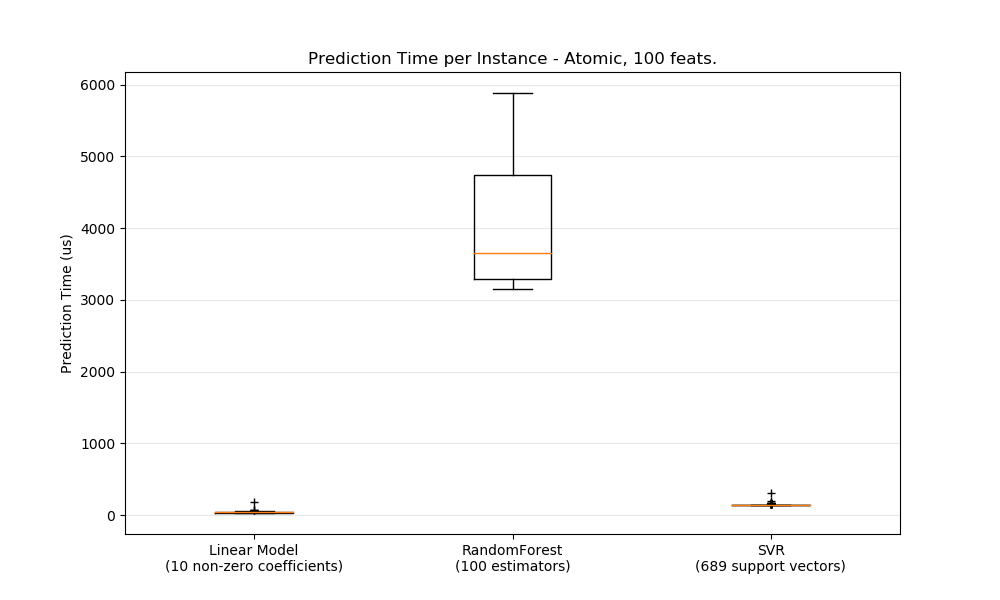 Prediction Time per Instance - Atomic, 100 feats.
6000
5000
4000
3000
2000
1000
0
Prediction Time (us)
Linear Model
(10 non-zero coefficients)
RandomForest
(100 estimators)
SVR
(689 support vectors)